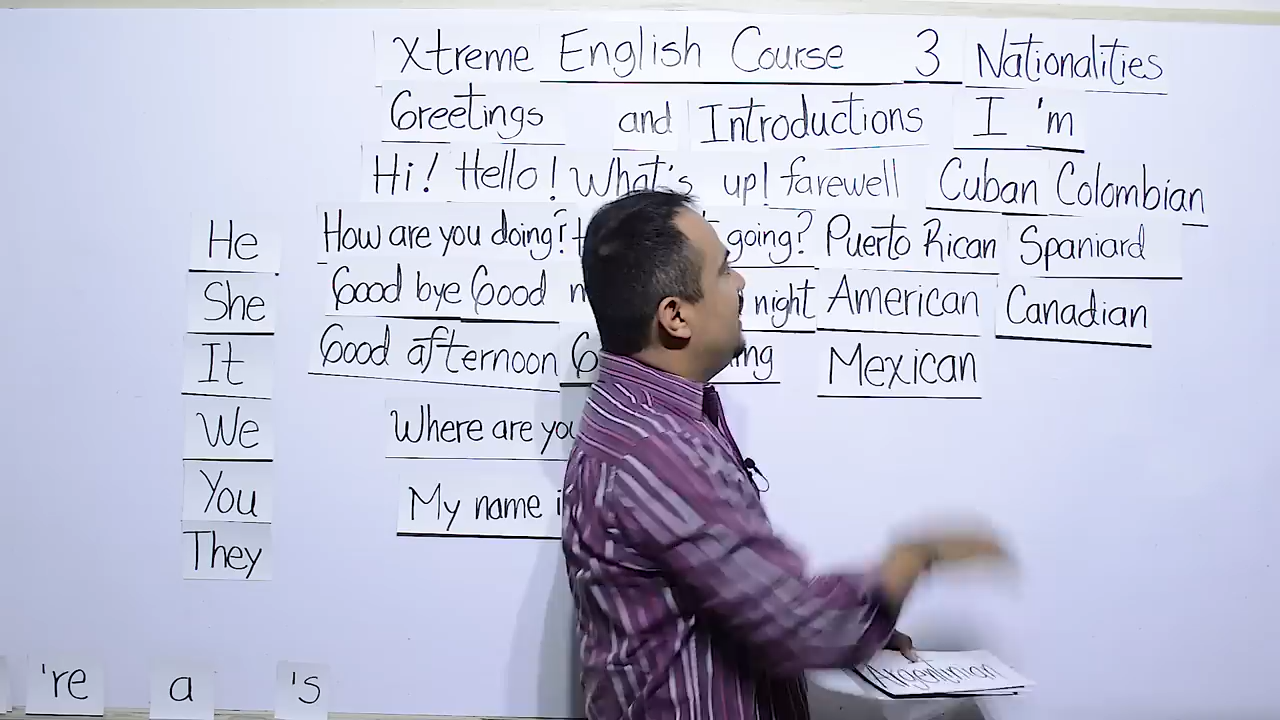 Xtreme English Course 3 Nationalities
Greetings and Introductions I 'm
Hi! Hello! What's up! farewell Cuban Colombian
He How are you doing? going? Puerto Rican Spaniard
She Good bye Good night American Canadian
It Good afternoon Mexican
We Where are you
You My name
They
're a 's
Argentinian